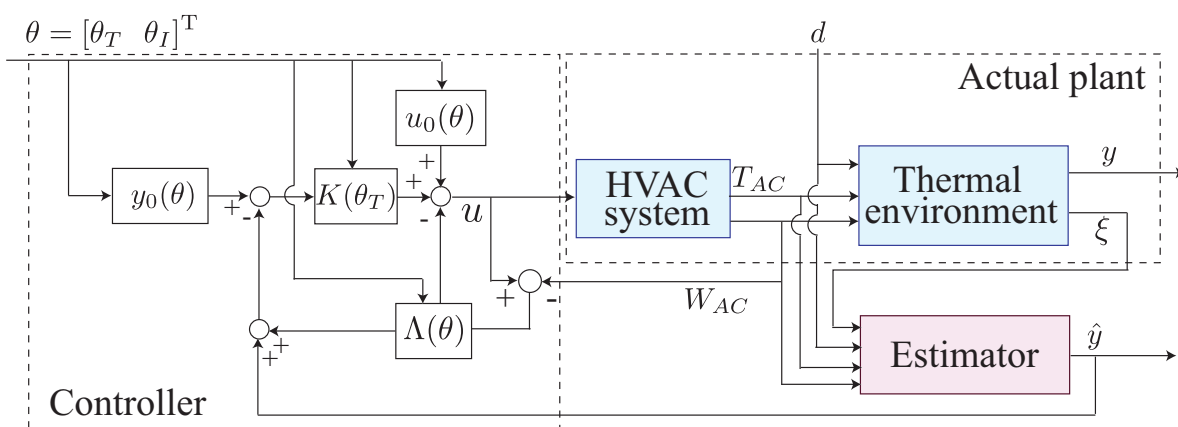 θ = [θ_T θ_I]^T
d
Actual plant
u_0(θ)
y_0(θ)
+
-
K(θ_T)
+
+
-
u
HVAC
system
T_AC
Thermal
environment
y
ξ
+
-
W_AC
Λ(θ)
+
+
Estimator
ŷ
Controller